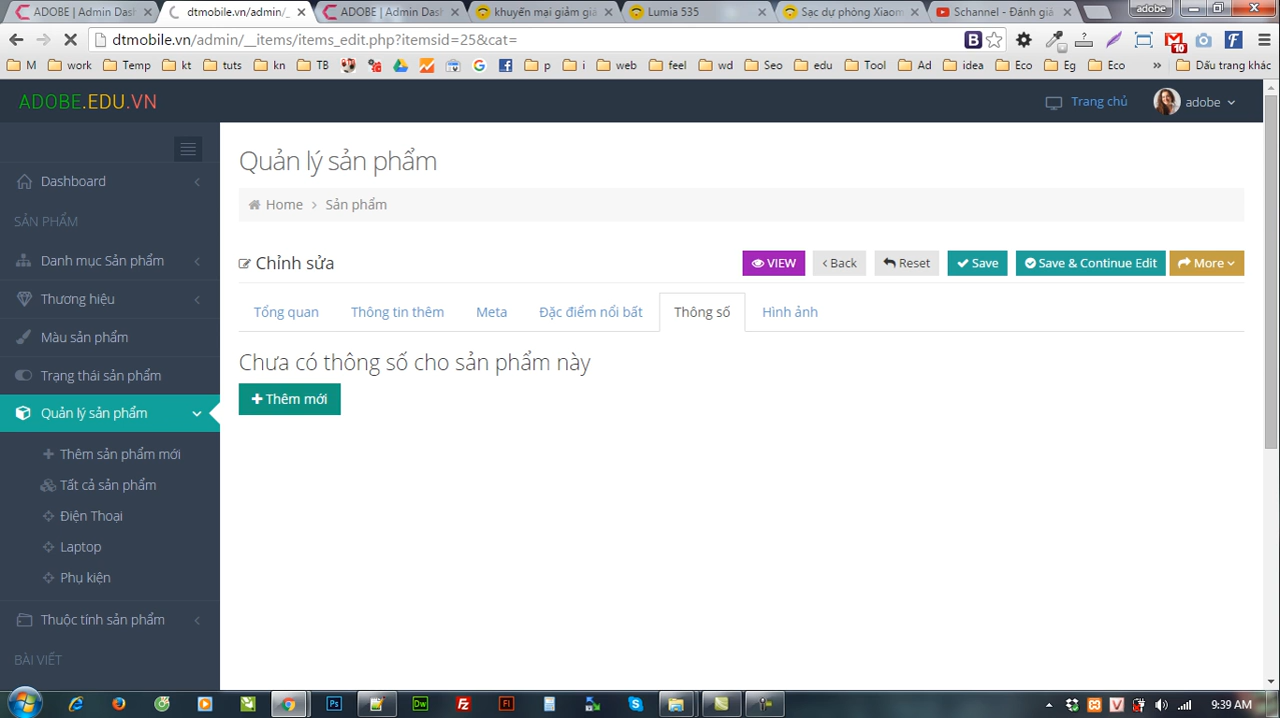 ADOBE | Admin Dash
dtmobile.vn/admin/_
ADOBE | Admin Dash
khuyến mại giảm giá
Lumia 535
Sạc dự phòng Xiaom
Schannel - Đánh giá
adobe
dtmobile.vn/admin/__items/items_edit.php?itemsid=25&cat=
10
M
work
Temp
kt
tuts
kn
TB
p
i
web
feel
wd
Seo
edu
Tool
Ad
idea
Eco
Eg
Eco
»
Dấu trang khác
ADOBE.EDU.VN
Trang chủ
adobe
Quản lý sản phẩm
Dashboard
Home > Sản phẩm
SẢN PHẨM
Danh mục Sản phẩm
Chỉnh sửa
VIEW
Back
Reset
Save
Save & Continue Edit
More
Thương hiệu
Tổng quan
Thông tin thêm
Meta
Đặc điểm nổi bất
Thông số
Hình ảnh
Màu sản phẩm
Chưa có thông số cho sản phẩm này
Trạng thái sản phẩm
Thêm mới
Quản lý sản phẩm
Thêm sản phẩm mới
Tất cả sản phẩm
Điện Thoại
Laptop
Phụ kiện
Thuộc tính sản phẩm
BÀI VIẾT
9:39 AM